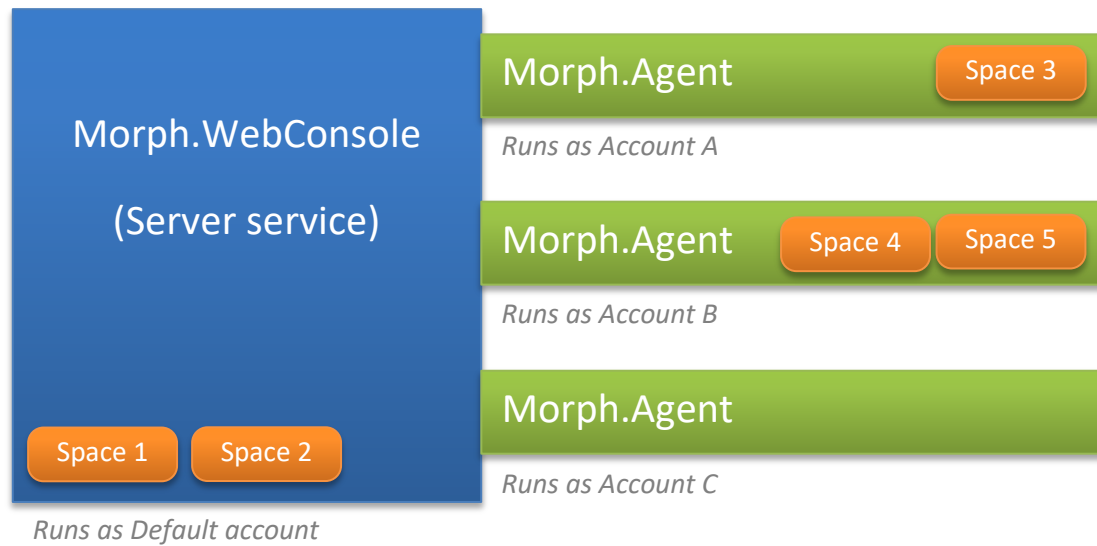 Morph.WebConsole
(Server service)
Space 1
Space 2
Runs as Default account
Morph.Agent
Space 3
Runs as Account A
Morph.Agent
Space 4
Space 5
Runs as Account B
Morph.Agent
Runs as Account C